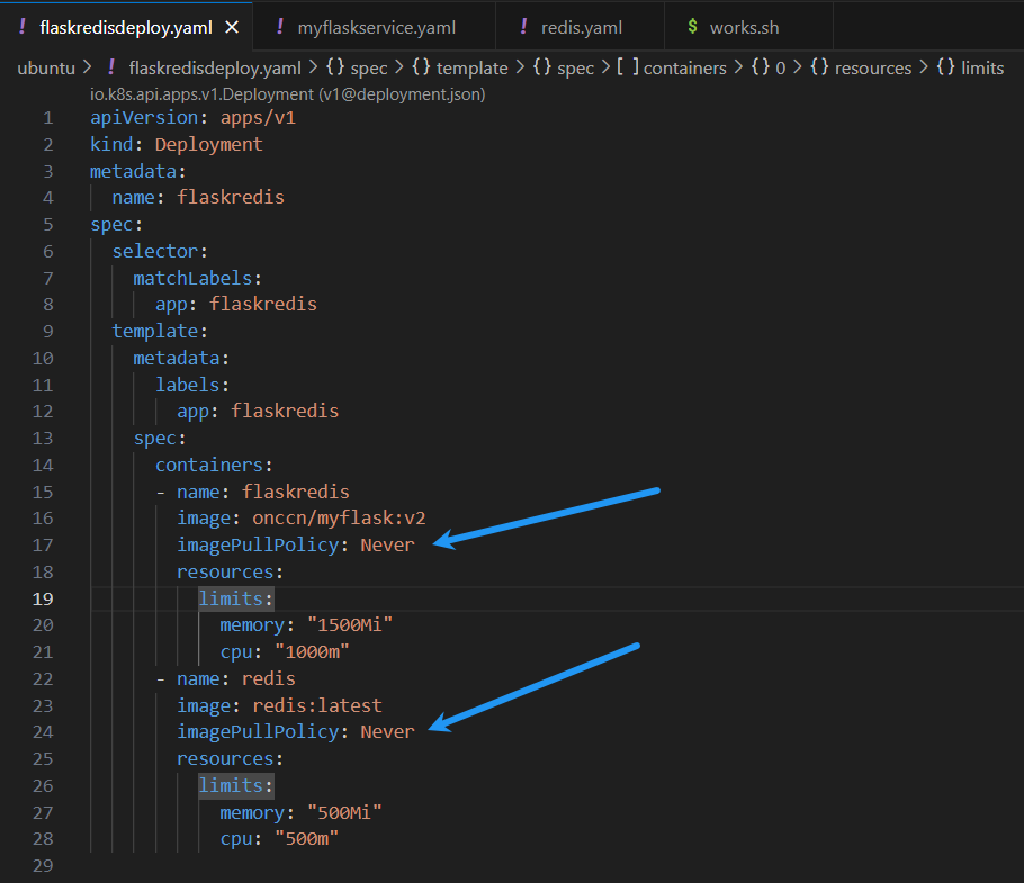 ! flaskredisdeploy.yaml × ! myflaskservice.yaml ! redis.yaml $ works.sh
ubuntu > ! flaskredisdeploy.yaml > {} spec > {} template > {} spec > [ ] containers > {} 0 > {} resources > {} limits
io.k8s.api.apps.v1.Deployment (v1@deployment.json)
1 apiVersion: apps/v1
2 kind: Deployment
3 metadata:
4   name: flaskredis
5 spec:
6   selector:
7     matchLabels:
8       app: flaskredis
9   template:
10     metadata:
11       labels:
12         app: flaskredis
13     spec:
14       containers:
15       - name: flaskredis
16         image: onccn/myflask:v2
17         imagePullPolicy: Never
18         resources:
19           limits:
20             memory: "1500Mi"
21             cpu: "1000m"
22       - name: redis
23         image: redis:latest
24         imagePullPolicy: Never
25         resources:
26           limits:
27             memory: "500Mi"
28             cpu: "500m"
29